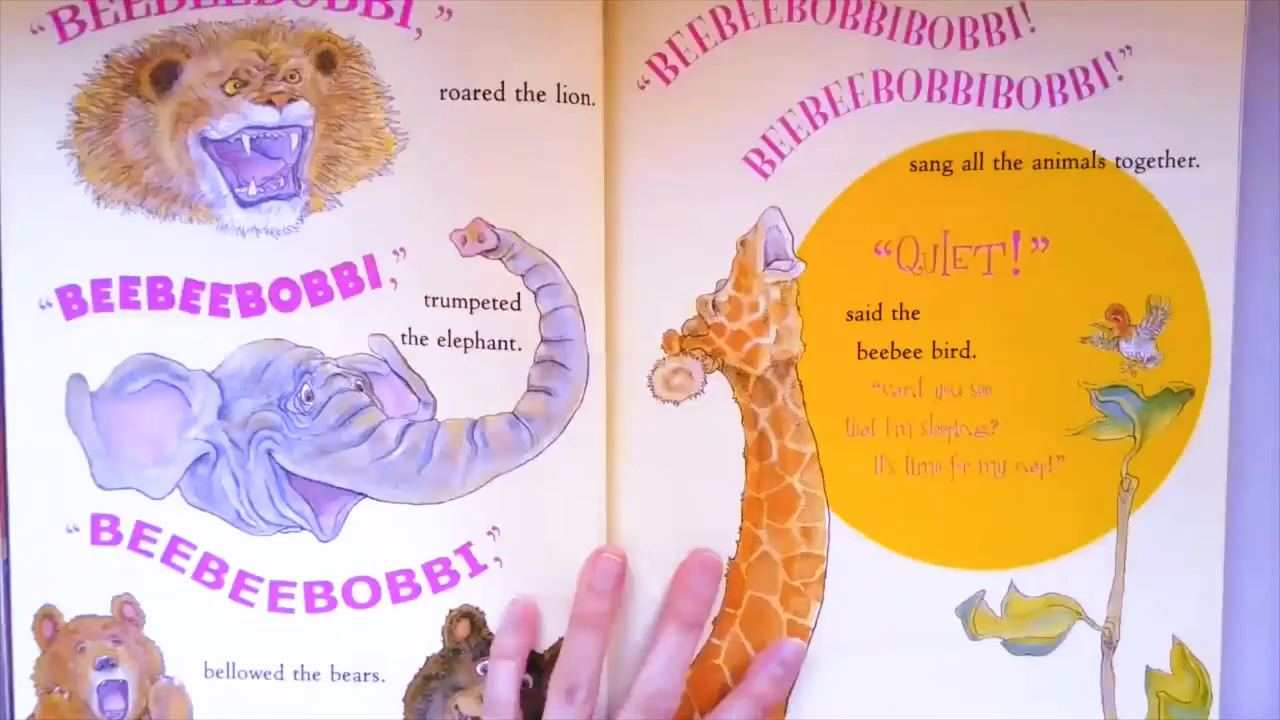 “BEEBEEBOBBI,”
roared the lion.
“BEEBEEBOBBI,”
trumpeted
the elephant.
“BEEBEEBOBBI,”
bellowed the bears.
“BEEBEEBOBBIBOBBI!
BEEBEEBOBBIBOBBI!”
sang all the animals together.
“QUIET!”
said the
beebee bird.
“Can't you see
that I'm sleeping?
It's time for my nap!”